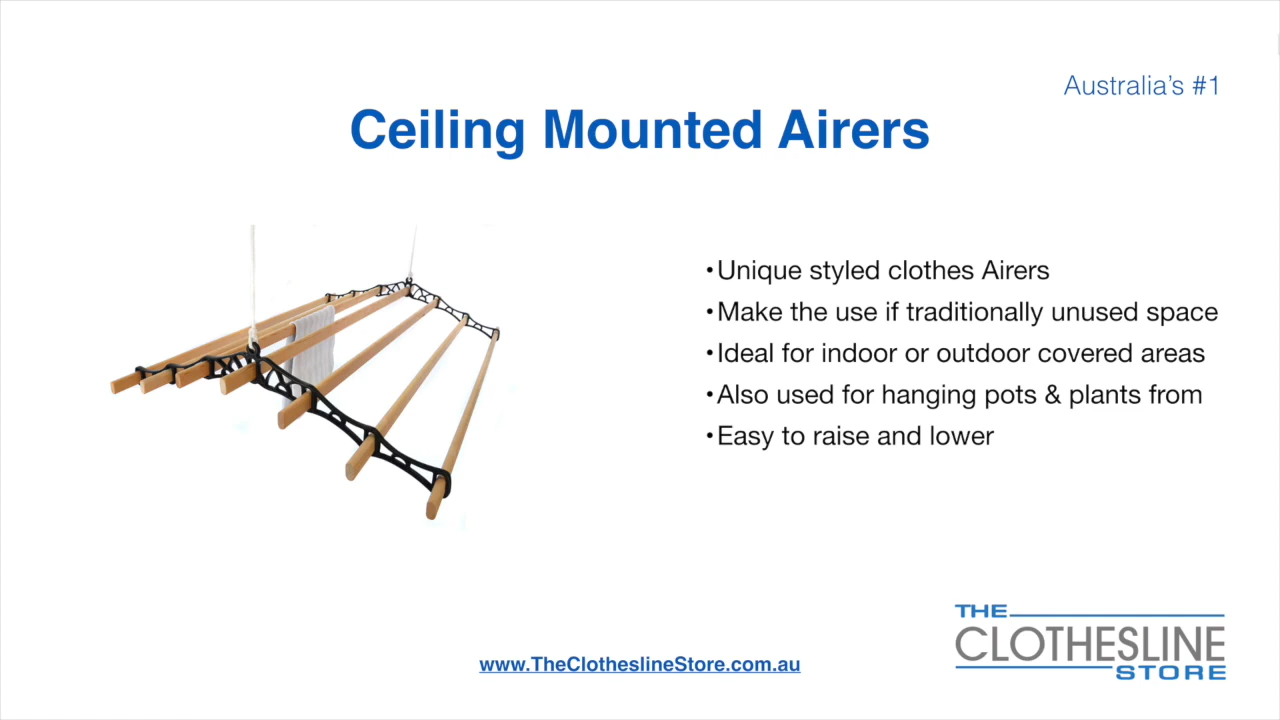 Australia's #1
Ceiling Mounted Airers
•Unique styled clothes Airers
•Make the use if traditionally unused space
•Ideal for indoor or outdoor covered areas
•Also used for hanging pots & plants from
•Easy to raise and lower
THE
CLOTHESLINE
STORE
www.TheClotheslineStore.com.au